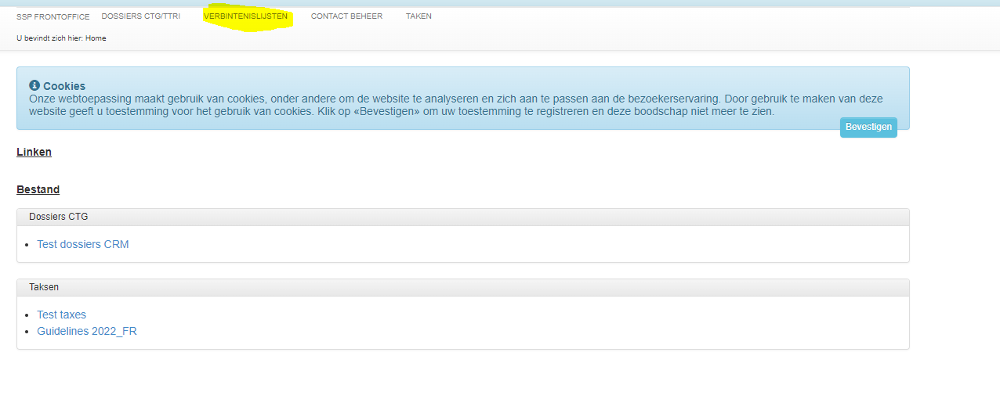 SSP FRONTOFFICE DOSSIERS CTG/TTRI VERBINTENISLIJSTEN CONTACT BEHEER TAKEN
U bevindt zich hier: Home
Cookies
Onze webtoepassing maakt gebruik van cookies, onder andere om de website te analyseren en zich aan te passen aan de bezoekerservaring. Door gebruik te maken van deze
website geeft u toestemming voor het gebruik van cookies. Klik op «Bevestigen» om uw toestemming te registreren en deze boodschap niet meer te zien.
Bevestigen
Linken
Bestand
Dossiers CTG
Test dossiers CRM
Taksen
Test taxes
Guidelines 2022_FR